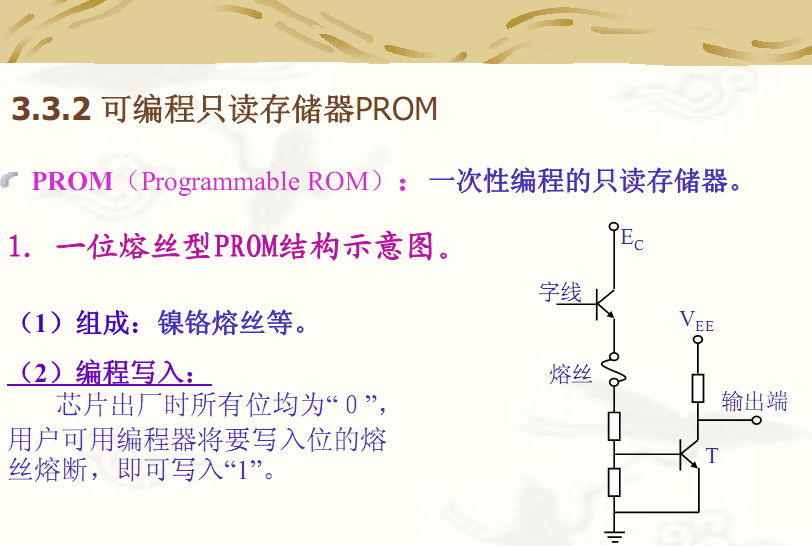 3.3.2 可编程只读存储器PROM
PROM（Programmable ROM）：一次性编程的只读存储器。
1. 一位熔丝型PROM结构示意图。
（1）组成：镍铬熔丝等。
（2）编程写入：
芯片出厂时所有位均为“０”，
用户可用编程器将要写入位的熔
丝熔断，即可写入“1”。
EC
字线
VEE
熔丝
输出端
T